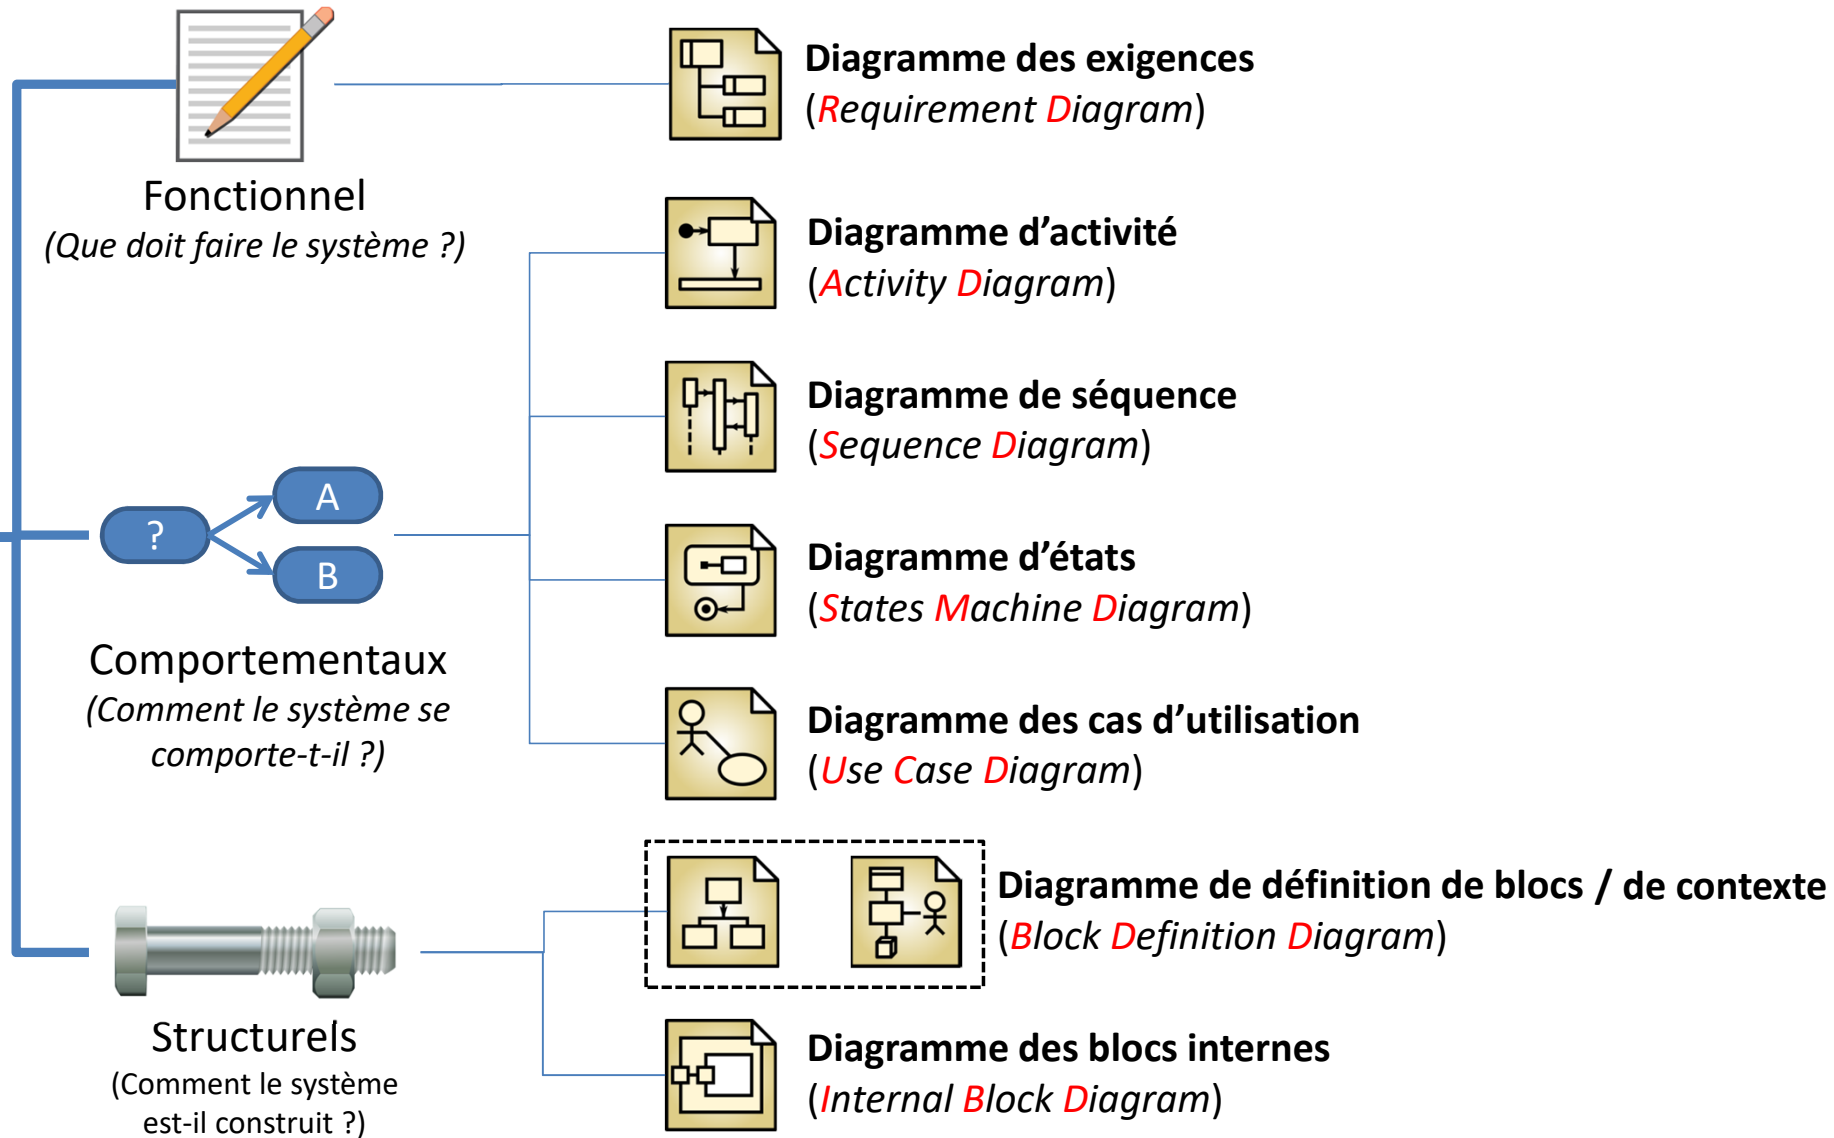 Diagramme des exigences
(Requirement Diagram)
Fonctionnel
(Que doit faire le système ?)
Diagramme d’activité
(Activity Diagram)
Diagramme de séquence
(Sequence Diagram)
?
A
B
Diagramme d’états
(States Machine Diagram)
Comportementaux
(Comment le système se
comporte-t-il ?)
Diagramme des cas d’utilisation
(Use Case Diagram)
Diagramme de définition de blocs / de contexte
(Block Definition Diagram)
Structurels
(Comment le système
est-il construit ?)
Diagramme des blocs internes
(Internal Block Diagram)